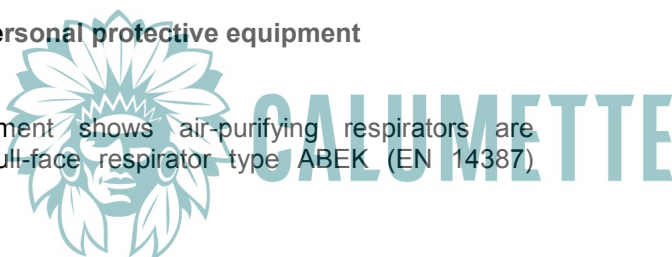 ersonal protective equipment
CALUMETTE
ment shows air-purifying respirators are
ull-face respirator type ABEK (EN 14387)